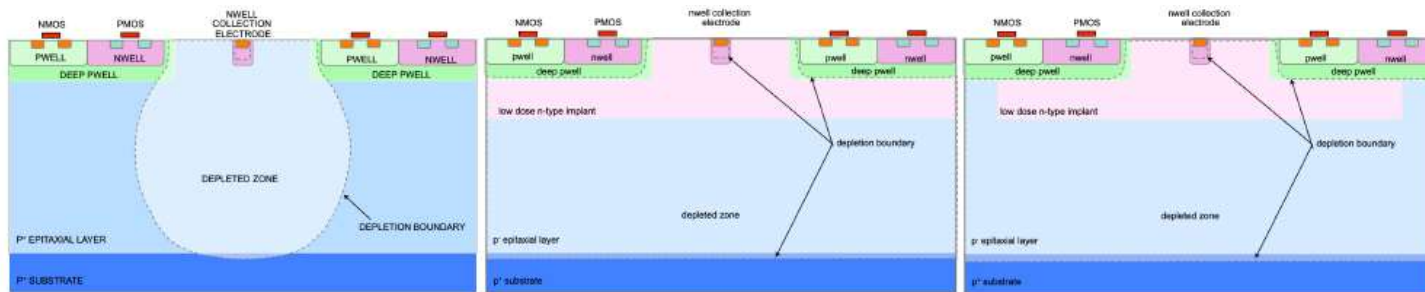 NMOS PMOS
NWELL
COLLECTION
ELECTRODE
PWELL NWELL PWELL NWELL
DEEP PWELL DEEP PWELL
DEPLETED ZONE
DEPLETION BOUNDARY
P⁻ EPITAXIAL LAYER
P⁺ SUBSTRATE
NMOS PMOS
nwell collection
electrode
pwell nwell pwell nwell
deep pwell deep pwell
low dose n-type implant
depletion boundary
depleted zone
p⁻ epitaxial layer
p⁺ substrate
NMOS PMOS
nwell collection
electrode
pwell nwell pwell nwell
deep pwell deep pwell
low dose n-type implant
depletion boundary
depleted zone
p⁻ epitaxial layer
p⁺ substrate